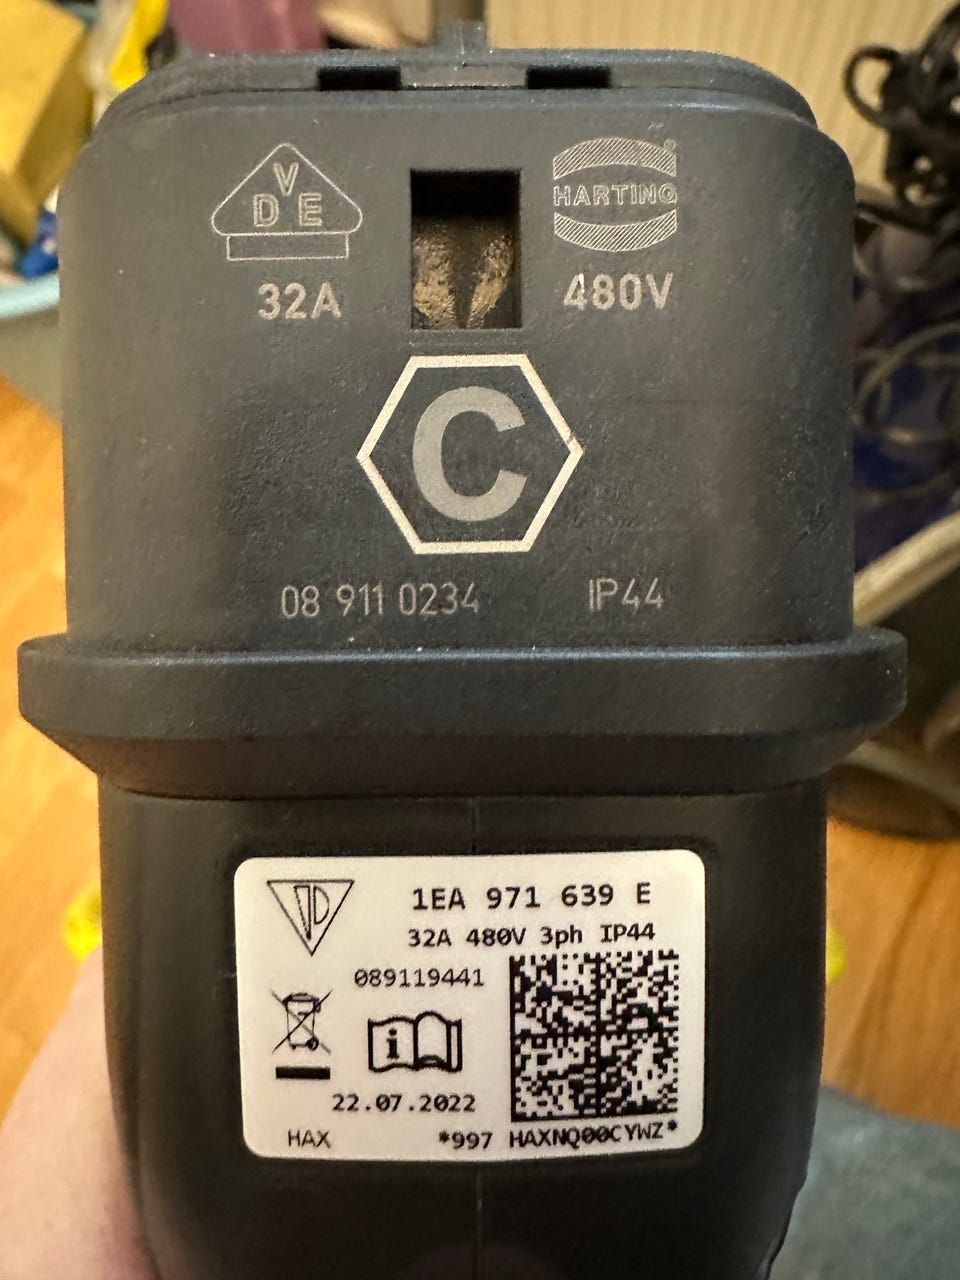 VDE
HARTING
32A
480V
C
08 911 0234 IP44
1EA 971 639 E
32A 480V 3ph IP44
089119441
i
22.07.2022
HAX *997 HAXNQ00CYWZ*